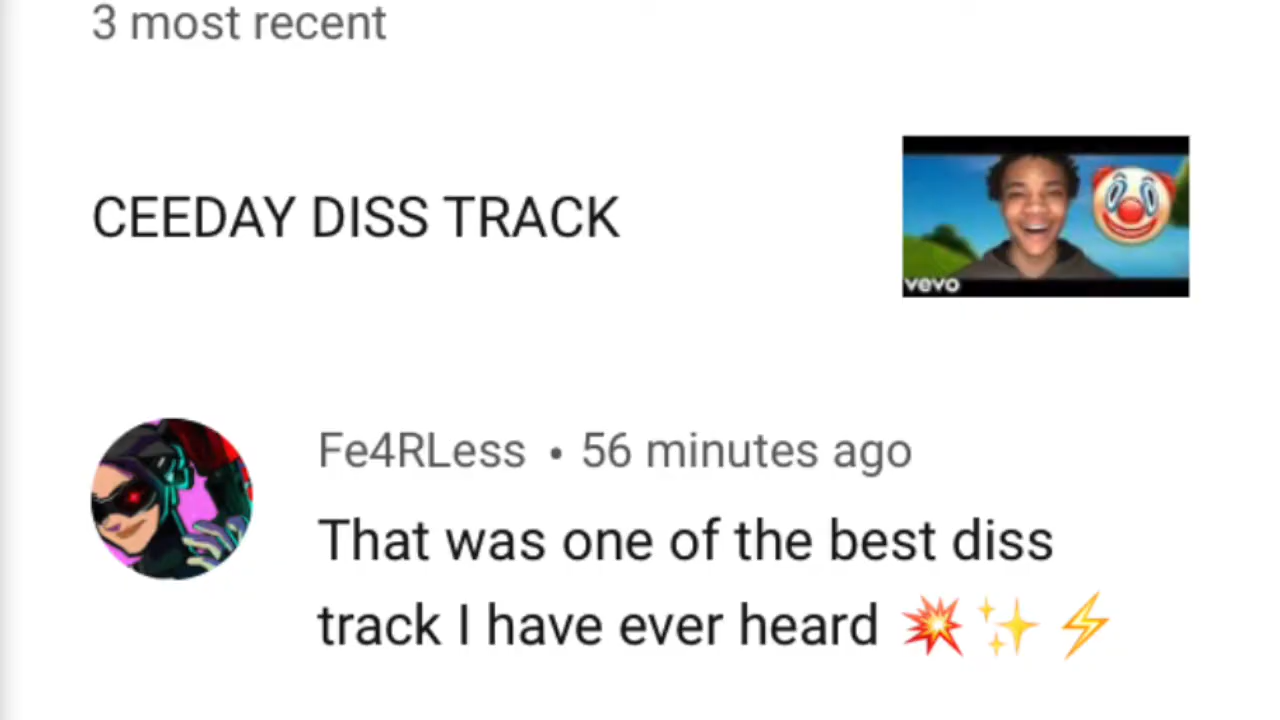 3 most recent
CEEDAY DISS TRACK
vevo
Fe4RLess • 56 minutes ago
That was one of the best diss
track I have ever heard 💥✨⚡